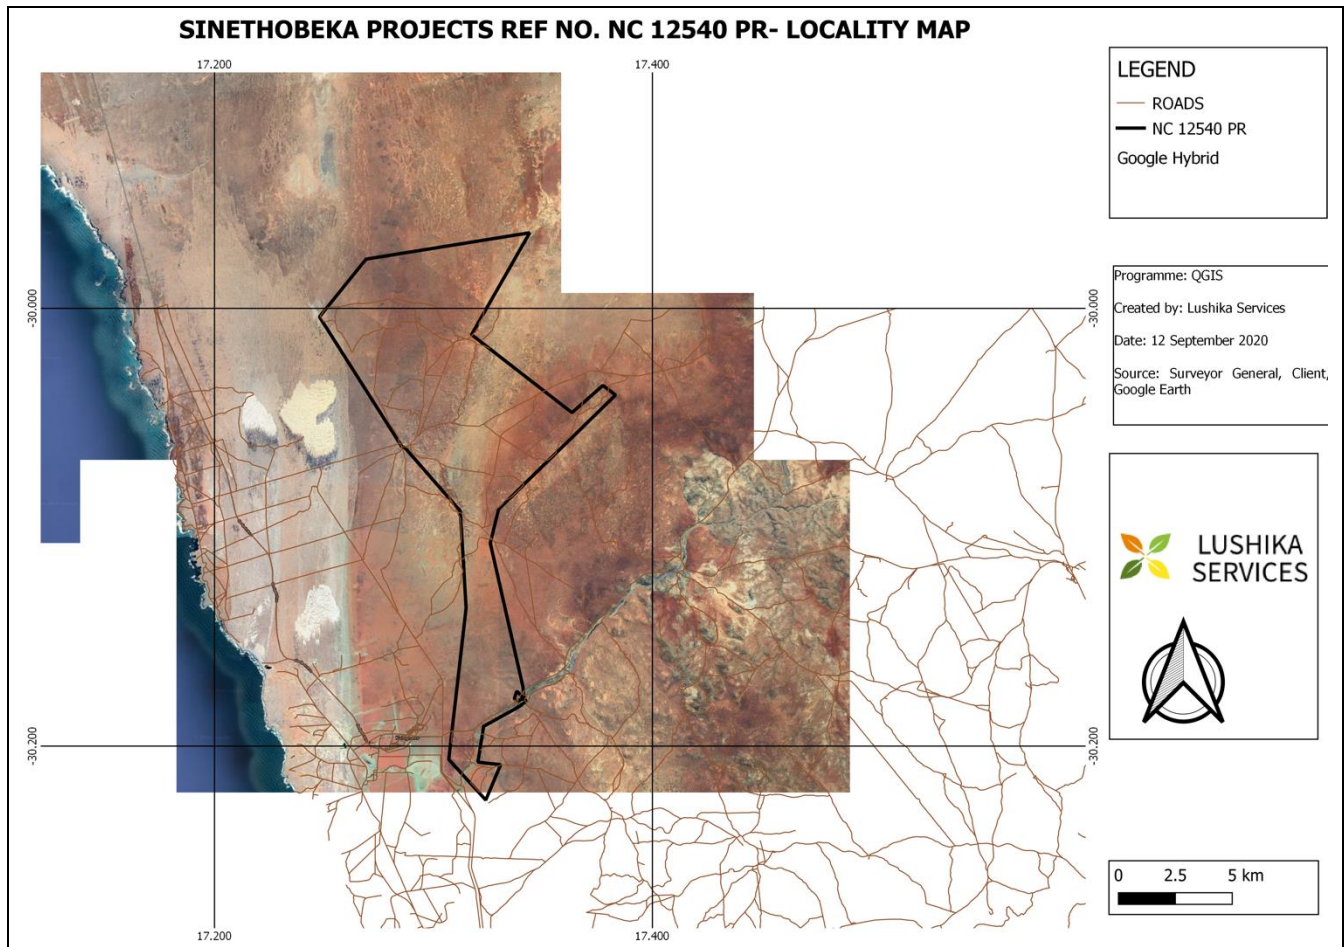 SINETHOBEKA PROJECTS REF NO. NC 12540 PR- LOCALITY MAP
17.200
17.400
-30.000
-30.000
-30.200
-30.200
17.200
17.400
LEGEND
ROADS
NC 12540 PR
Google Hybrid
Programme: QGIS
Created by: Lushika Services
Date: 12 September 2020
Source: Surveyor General, Client,
Google Earth
LUSHIKA
SERVICES
0 2.5 5 km